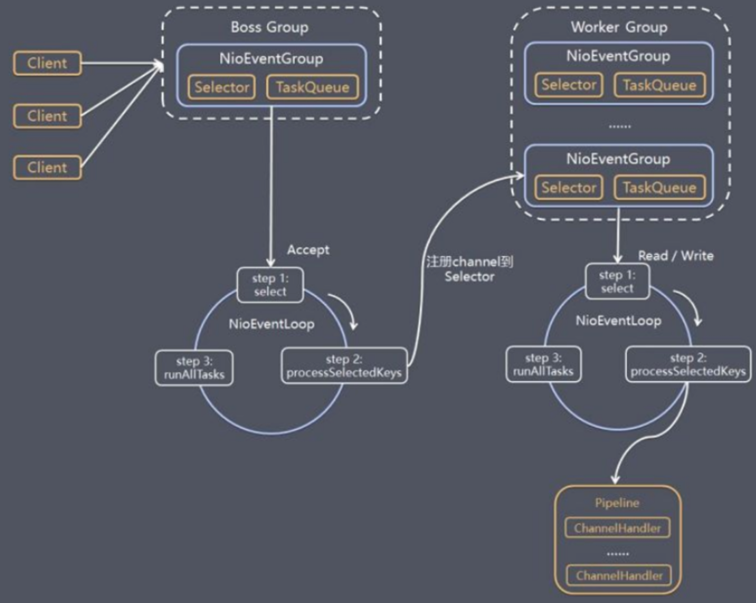 Boss Group
NioEventGroup
Selector
TaskQueue
Client
Client
Client
Worker Group
NioEventGroup
Selector
TaskQueue
......
NioEventGroup
Selector
TaskQueue
Accept
step 1:
select
NioEventLoop
step 2:
processSelectedKeys
step 3:
runAllTasks
注册channel到
Selector
Read / Write
step 1:
select
NioEventLoop
step 2:
processSelectedKeys
step 3:
runAllTasks
Pipeline
ChannelHandler
......
ChannelHandler